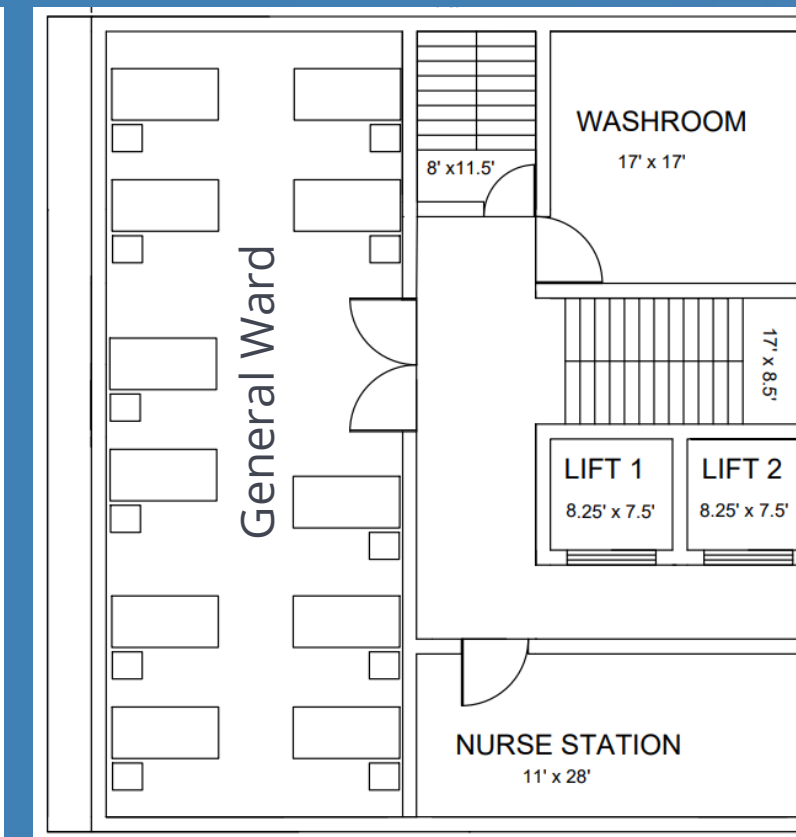 WASHROOM
17' x 17'
8' x11.5'
General Ward
17' x 8.5'
LIFT 1
8.25' x 7.5'
LIFT 2
8.25' x 7.5'
NURSE STATION
11' x 28'